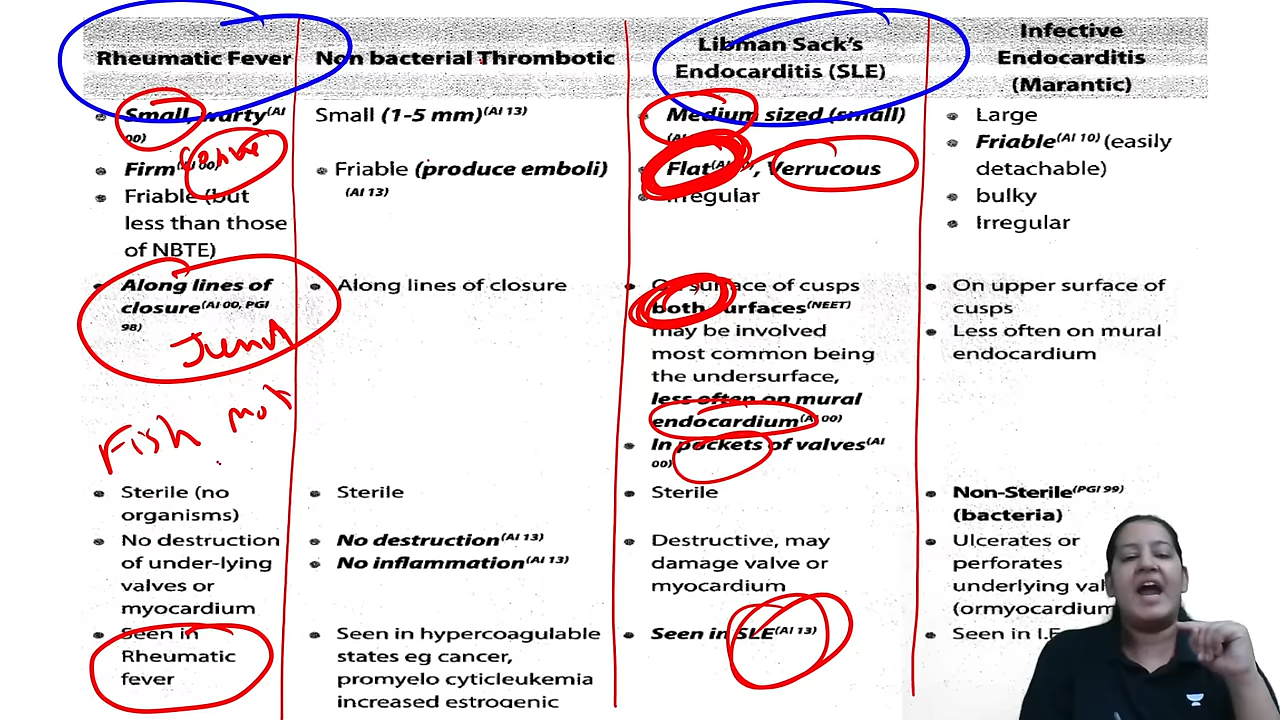 Rheumatic Fever
Non bacterial Thrombotic
Libman Sack's
Endocarditis (SLE)
Infective
Endocarditis
(Marantic)
Small, warty(AI
00)
Firm(AI 00)
Friable (but
less than those
of NBTE)
Along lines of
closure(AI 00, PGI
98)
Fish
Sterile (no
organisms)
No destruction
of under-lying
valves or
myocardium
Seen in
Rheumatic
fever
Small (1-5 mm)(AI 13)
Friable (produce emboli)
(AI 13)
Along lines of closure
Sterile
No destruction(AI 13)
No inflammation(AI 13)
Seen in hypercoagulable
states eg cancer,
promyelo cyticleukemia
increased estrogenic
Medium sized (small)
Flat, Verrucous
Irregular
On surface of cusps
both surfaces(NEET)
may be involved
most common being
the undersurface,
less often on mural
endocardium(AI 00)
In pockets of valves(AI
00)
Sterile
Destructive, may
damage valve or
myocardium
Seen in SLE(AI 13)
Large
Friable(AI 10) (easily
detachable)
bulky
Irregular
On upper surface of
cusps
Less often on mural
endocardium
Non-Sterile(PGI 99)
(bacteria)
Ulcerates or
perforates
underlying
(ormyocardium
Seen in I.E